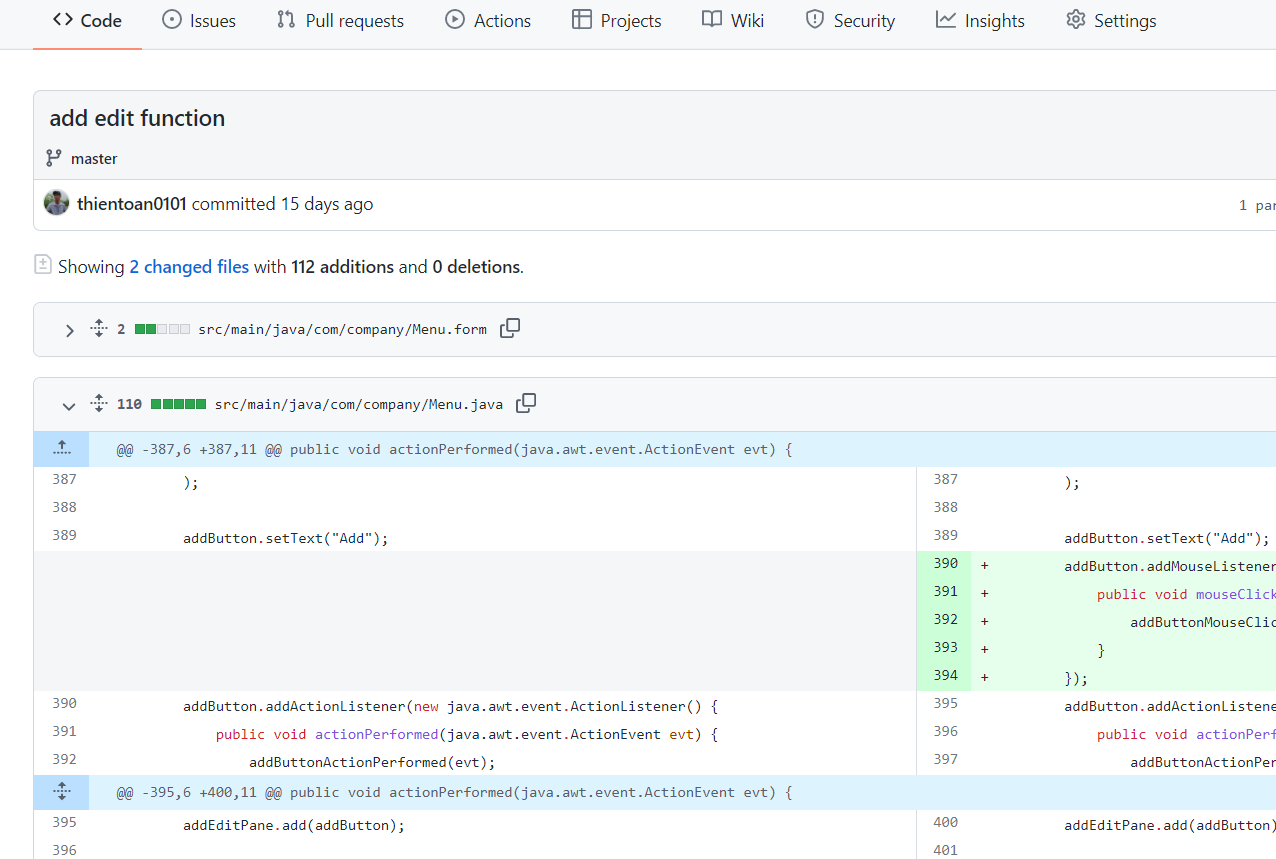 Code Issues Pull requests Actions Projects Wiki Security Insights Settings
add edit function
master
thientoan0101 committed 15 days ago
1
Showing 2 changed files with 112 additions and 0 deletions.
2 src/main/java/com/company/Menu.form
110 src/main/java/com/company/Menu.java
@@ -387,6 +387,11 @@ public void actionPerformed(java.awt.event.ActionEvent evt) {
387 ); 387 );
388 388
389 addButton.setText("Add"); 389 addButton.setText("Add");
390 + addButton.addMouseListener
391 + public void mouseClick
392 + addButtonMouseClic
393 + }
394 + });
390 addButton.addActionListener(new java.awt.event.ActionListener() { 395 addButton.addActionListene
391 public void actionPerformed(java.awt.event.ActionEvent evt) { 396 public void actionPerf
392 addButtonActionPerformed(evt); 397 addButtonActionPer
@@ -395,6 +400,11 @@ public void actionPerformed(java.awt.event.ActionEvent evt) {
395 addEditPane.add(addButton); 400 addEditPane.add(addButton)
396 401